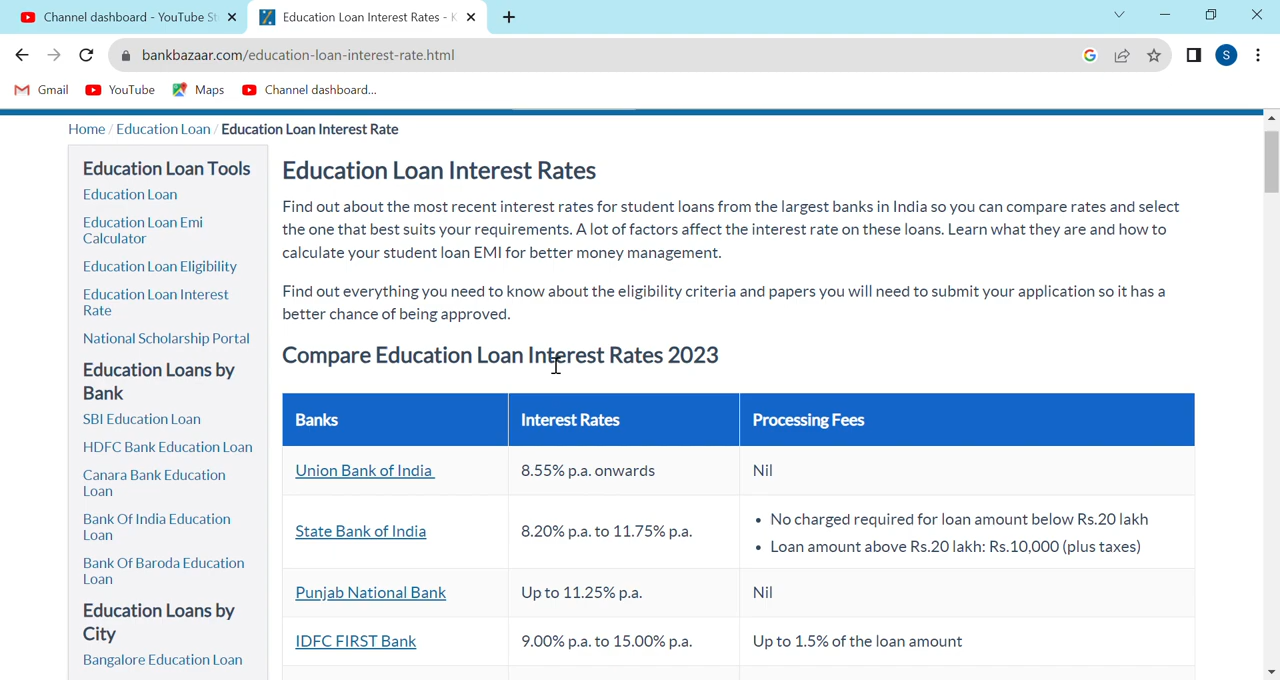 Channel dashboard - YouTube St
Education Loan Interest Rates - K
bankbazaar.com/education-loan-interest-rate.html
S
Gmail
YouTube
Maps
Channel dashboard...
Home / Education Loan / Education Loan Interest Rate
Education Loan Tools
Education Loan
Education Loan Emi
Calculator
Education Loan Eligibility
Education Loan Interest
Rate
National Scholarship Portal
Education Loans by
Bank
SBI Education Loan
HDFC Bank Education Loan
Canara Bank Education
Loan
Bank Of India Education
Loan
Bank Of Baroda Education
Loan
Education Loans by
City
Bangalore Education Loan
Education Loan Interest Rates
Find out about the most recent interest rates for student loans from the largest banks in India so you can compare rates and select
the one that best suits your requirements. A lot of factors affect the interest rate on these loans. Learn what they are and how to
calculate your student loan EMI for better money management.
Find out everything you need to know about the eligibility criteria and papers you will need to submit your application so it has a
better chance of being approved.
Compare Education Loan Interest Rates 2023
Banks Interest Rates Processing Fees
Union Bank of India 8.55% p.a. onwards Nil
State Bank of India 8.20% p.a. to 11.75% p.a.
• No charged required for loan amount below Rs.20 lakh
• Loan amount above Rs.20 lakh: Rs.10,000 (plus taxes)
Punjab National Bank Up to 11.25% p.a. Nil
IDFC FIRST Bank 9.00% p.a. to 15.00% p.a. Up to 1.5% of the loan amount